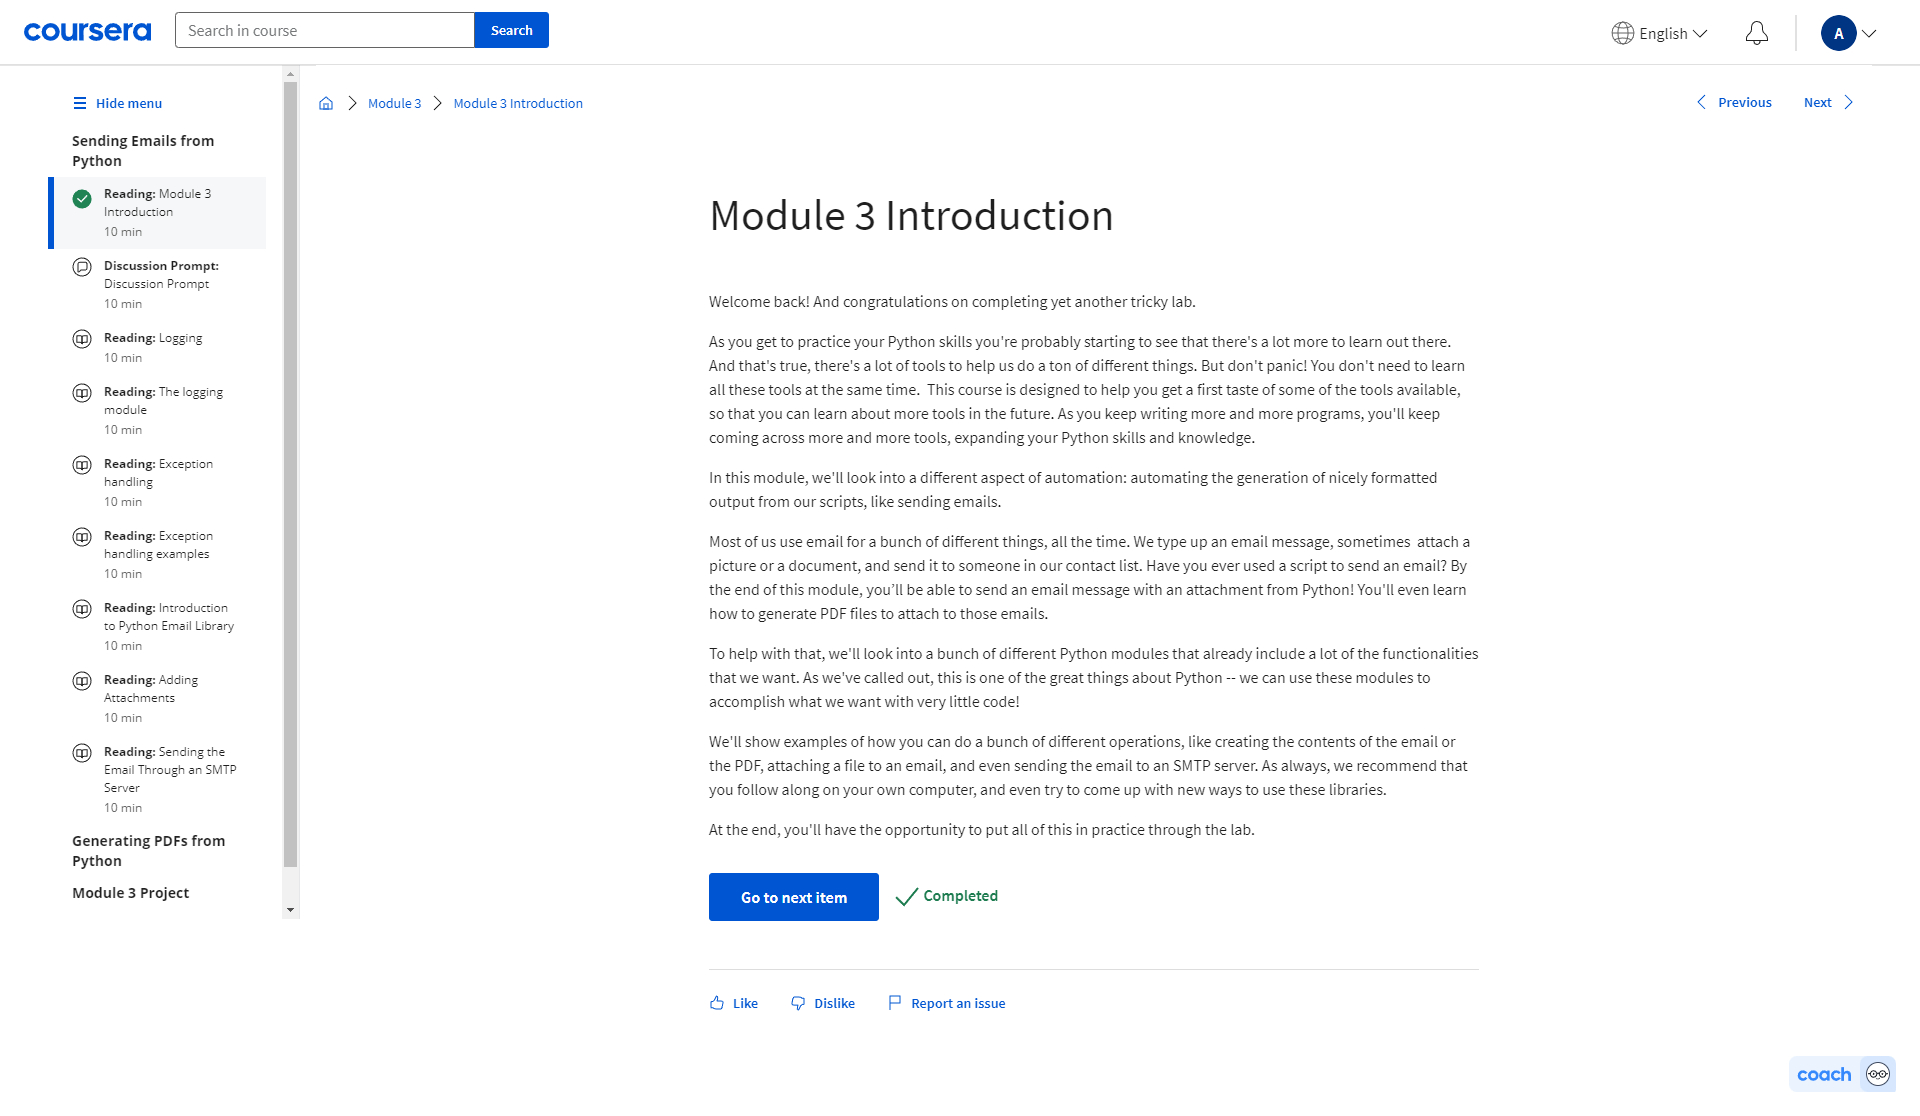 coursera
Search in course
Search
English
A
Hide menu
Sending Emails from
Python
Reading: Module 3
Introduction
10 min
Discussion Prompt:
Discussion Prompt
10 min
Reading: Logging
10 min
Reading: The logging
module
10 min
Reading: Exception
handling
10 min
Reading: Exception
handling examples
10 min
Reading: Introduction
to Python Email Library
10 min
Reading: Adding
Attachments
10 min
Reading: Sending the
Email Through an SMTP
Server
10 min
Generating PDFs from
Python
Module 3 Project
Module 3
Module 3 Introduction
Previous
Next
Module 3 Introduction
Welcome back! And congratulations on completing yet another tricky lab.
As you get to practice your Python skills you're probably starting to see that there's a lot more to learn out there.
And that's true, there's a lot of tools to help us do a ton of different things. But don't panic! You don't need to learn
all these tools at the same time.  This course is designed to help you get a first taste of some of the tools available,
so that you can learn about more tools in the future. As you keep writing more and more programs, you'll keep
coming across more and more tools, expanding your Python skills and knowledge.
In this module, we'll look into a different aspect of automation: automating the generation of nicely formatted
output from our scripts, like sending emails.
Most of us use email for a bunch of different things, all the time. We type up an email message, sometimes  attach a
picture or a document, and send it to someone in our contact list. Have you ever used a script to send an email? By
the end of this module, you’ll be able to send an email message with an attachment from Python! You'll even learn
how to generate PDF files to attach to those emails.
To help with that, we'll look into a bunch of different Python modules that already include a lot of the functionalities
that we want. As we've called out, this is one of the great things about Python -- we can use these modules to
accomplish what we want with very little code!
We'll show examples of how you can do a bunch of different operations, like creating the contents of the email or
the PDF, attaching a file to an email, and even sending the email to an SMTP server. As always, we recommend that
you follow along on your own computer, and even try to come up with new ways to use these libraries.
At the end, you'll have the opportunity to put all of this in practice through the lab.
Go to next item
Completed
Like
Dislike
Report an issue
coach